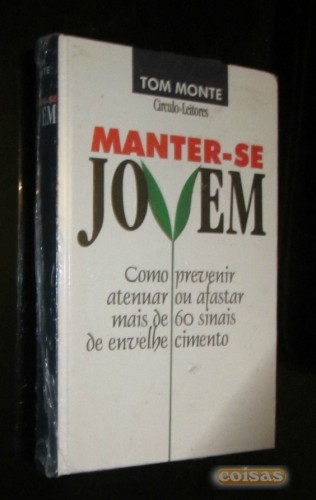 TOM MONTE
Círculo-Leitores
MANTER-SE
JOVEM
Como prevenir
atenuar ou afastar
mais de 60 sinais
de envelhecimento
coisas